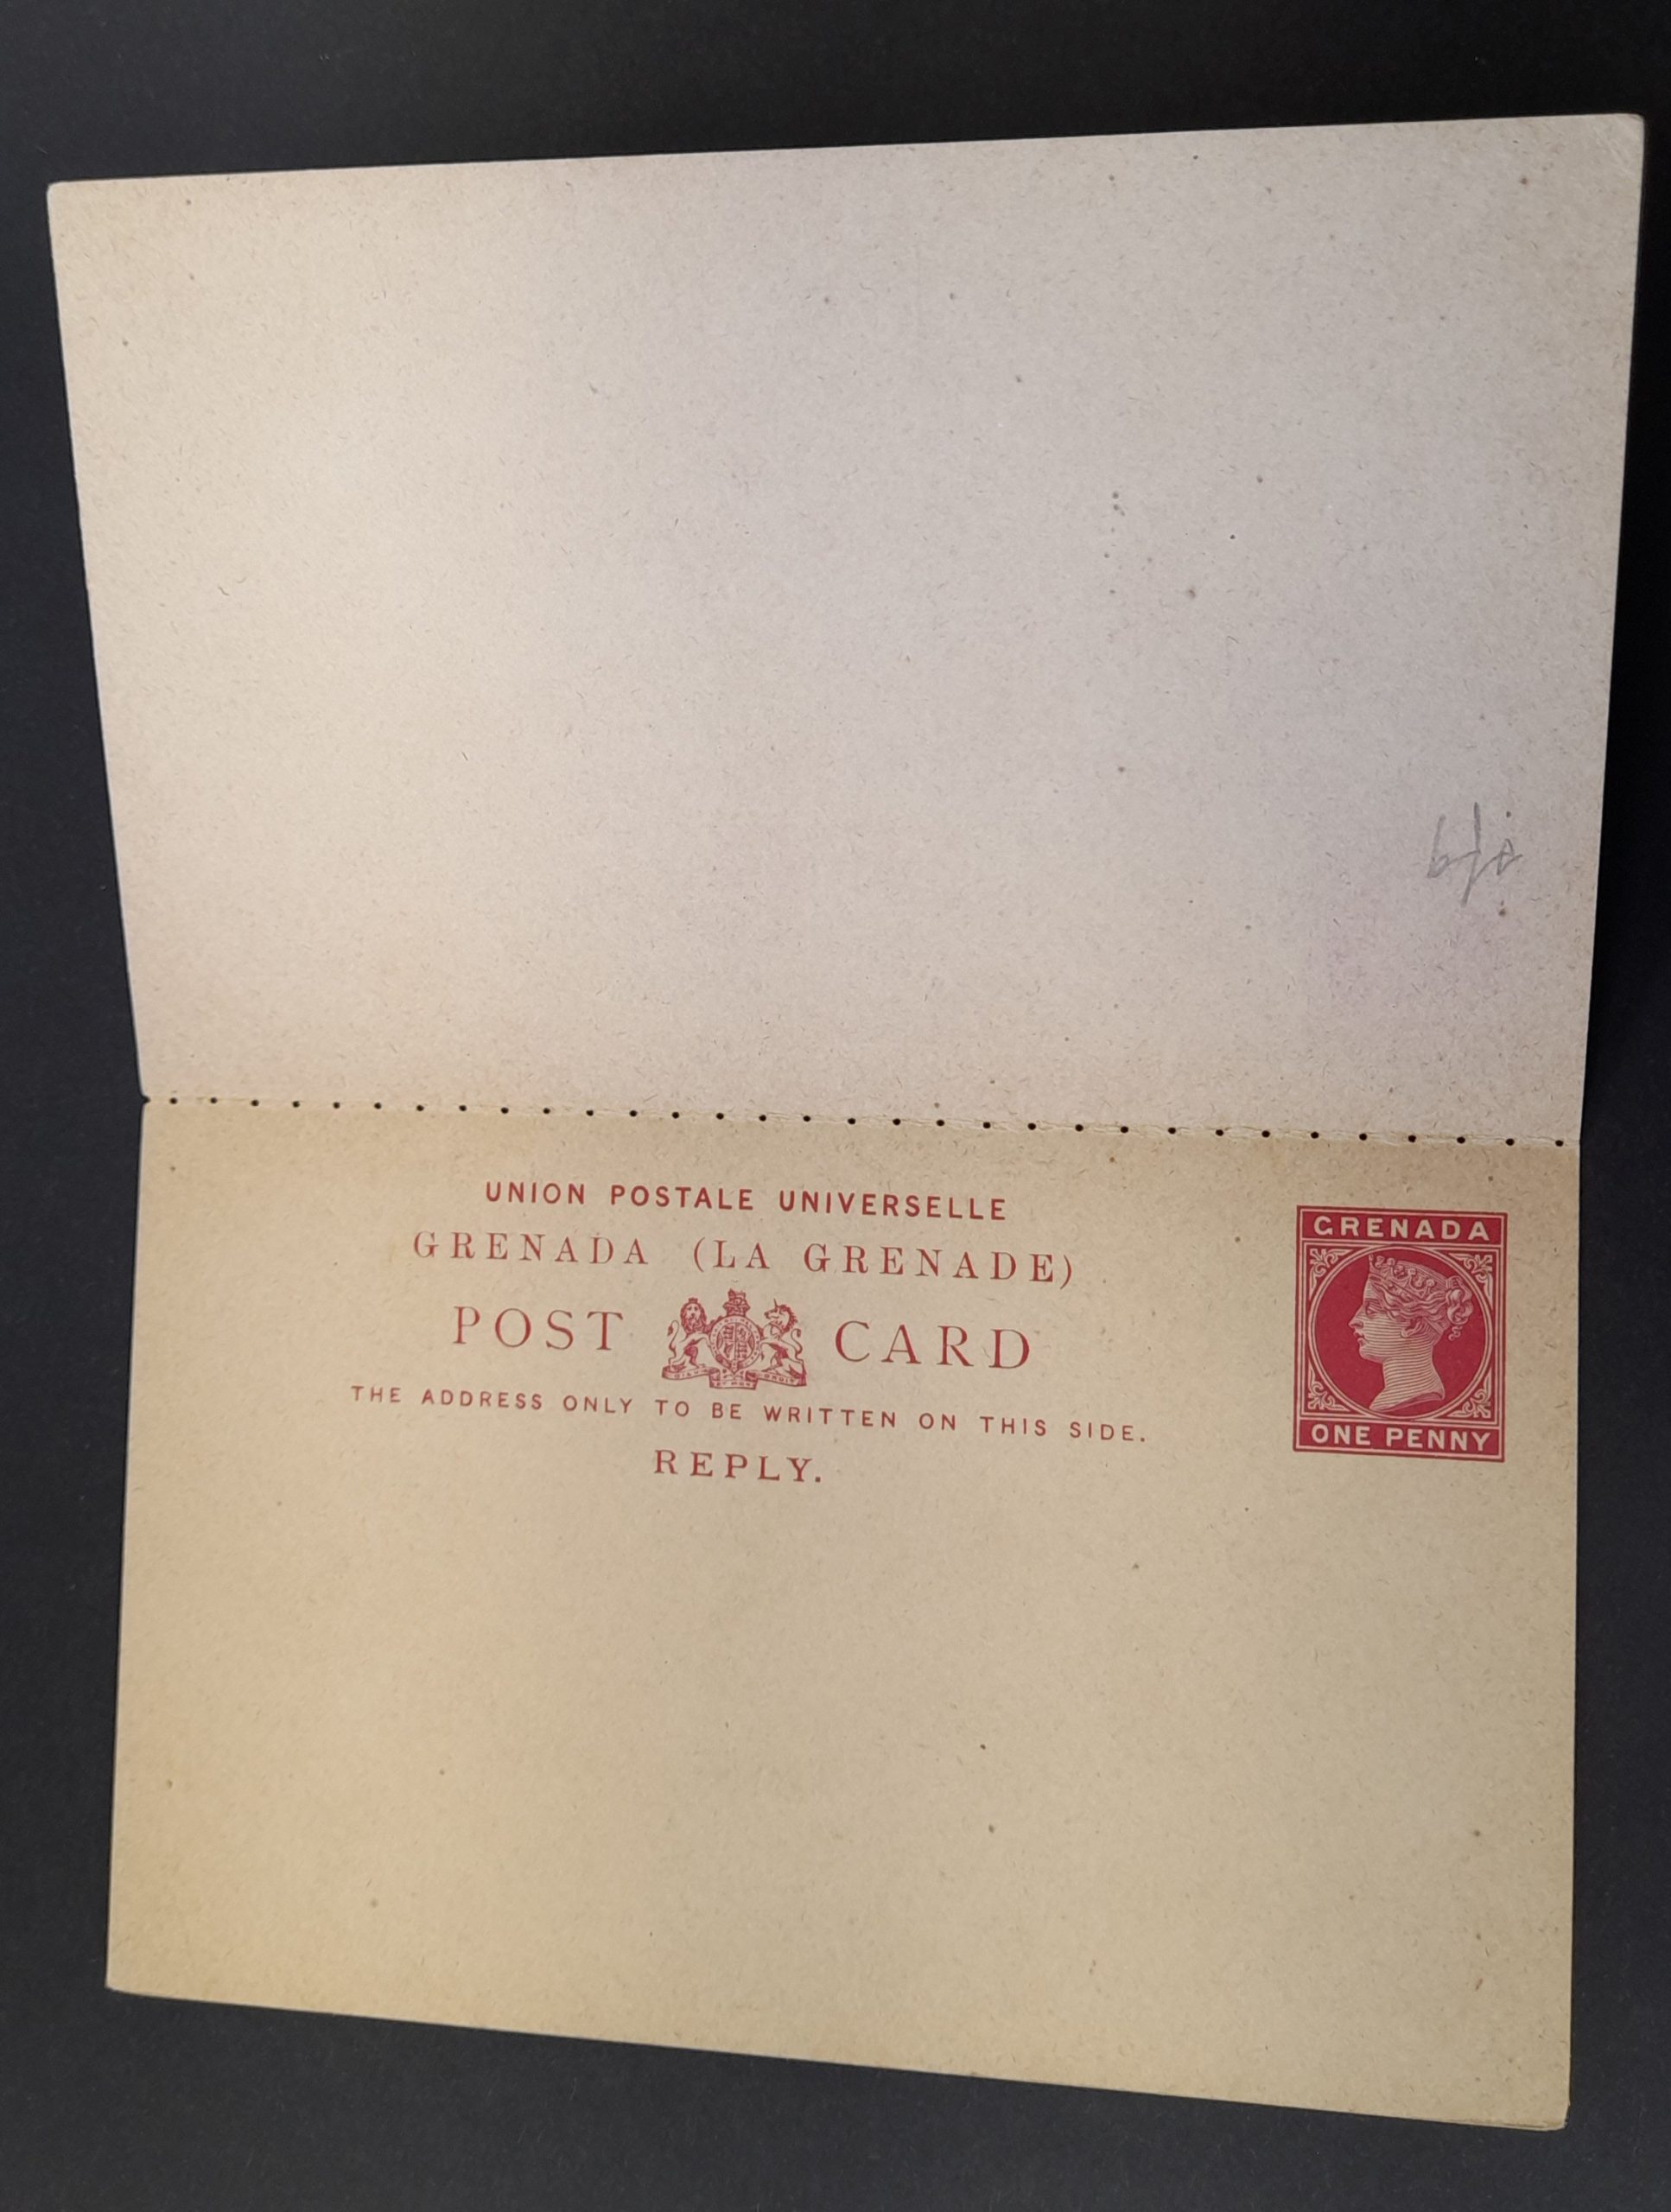 UNION POSTALE UNIVERSELLE
GRENADA (LA GRENADE)
POST CARD
THE ADDRESS ONLY TO BE WRITTEN ON THIS SIDE.
REPLY.
GRENADA
ONE PENNY